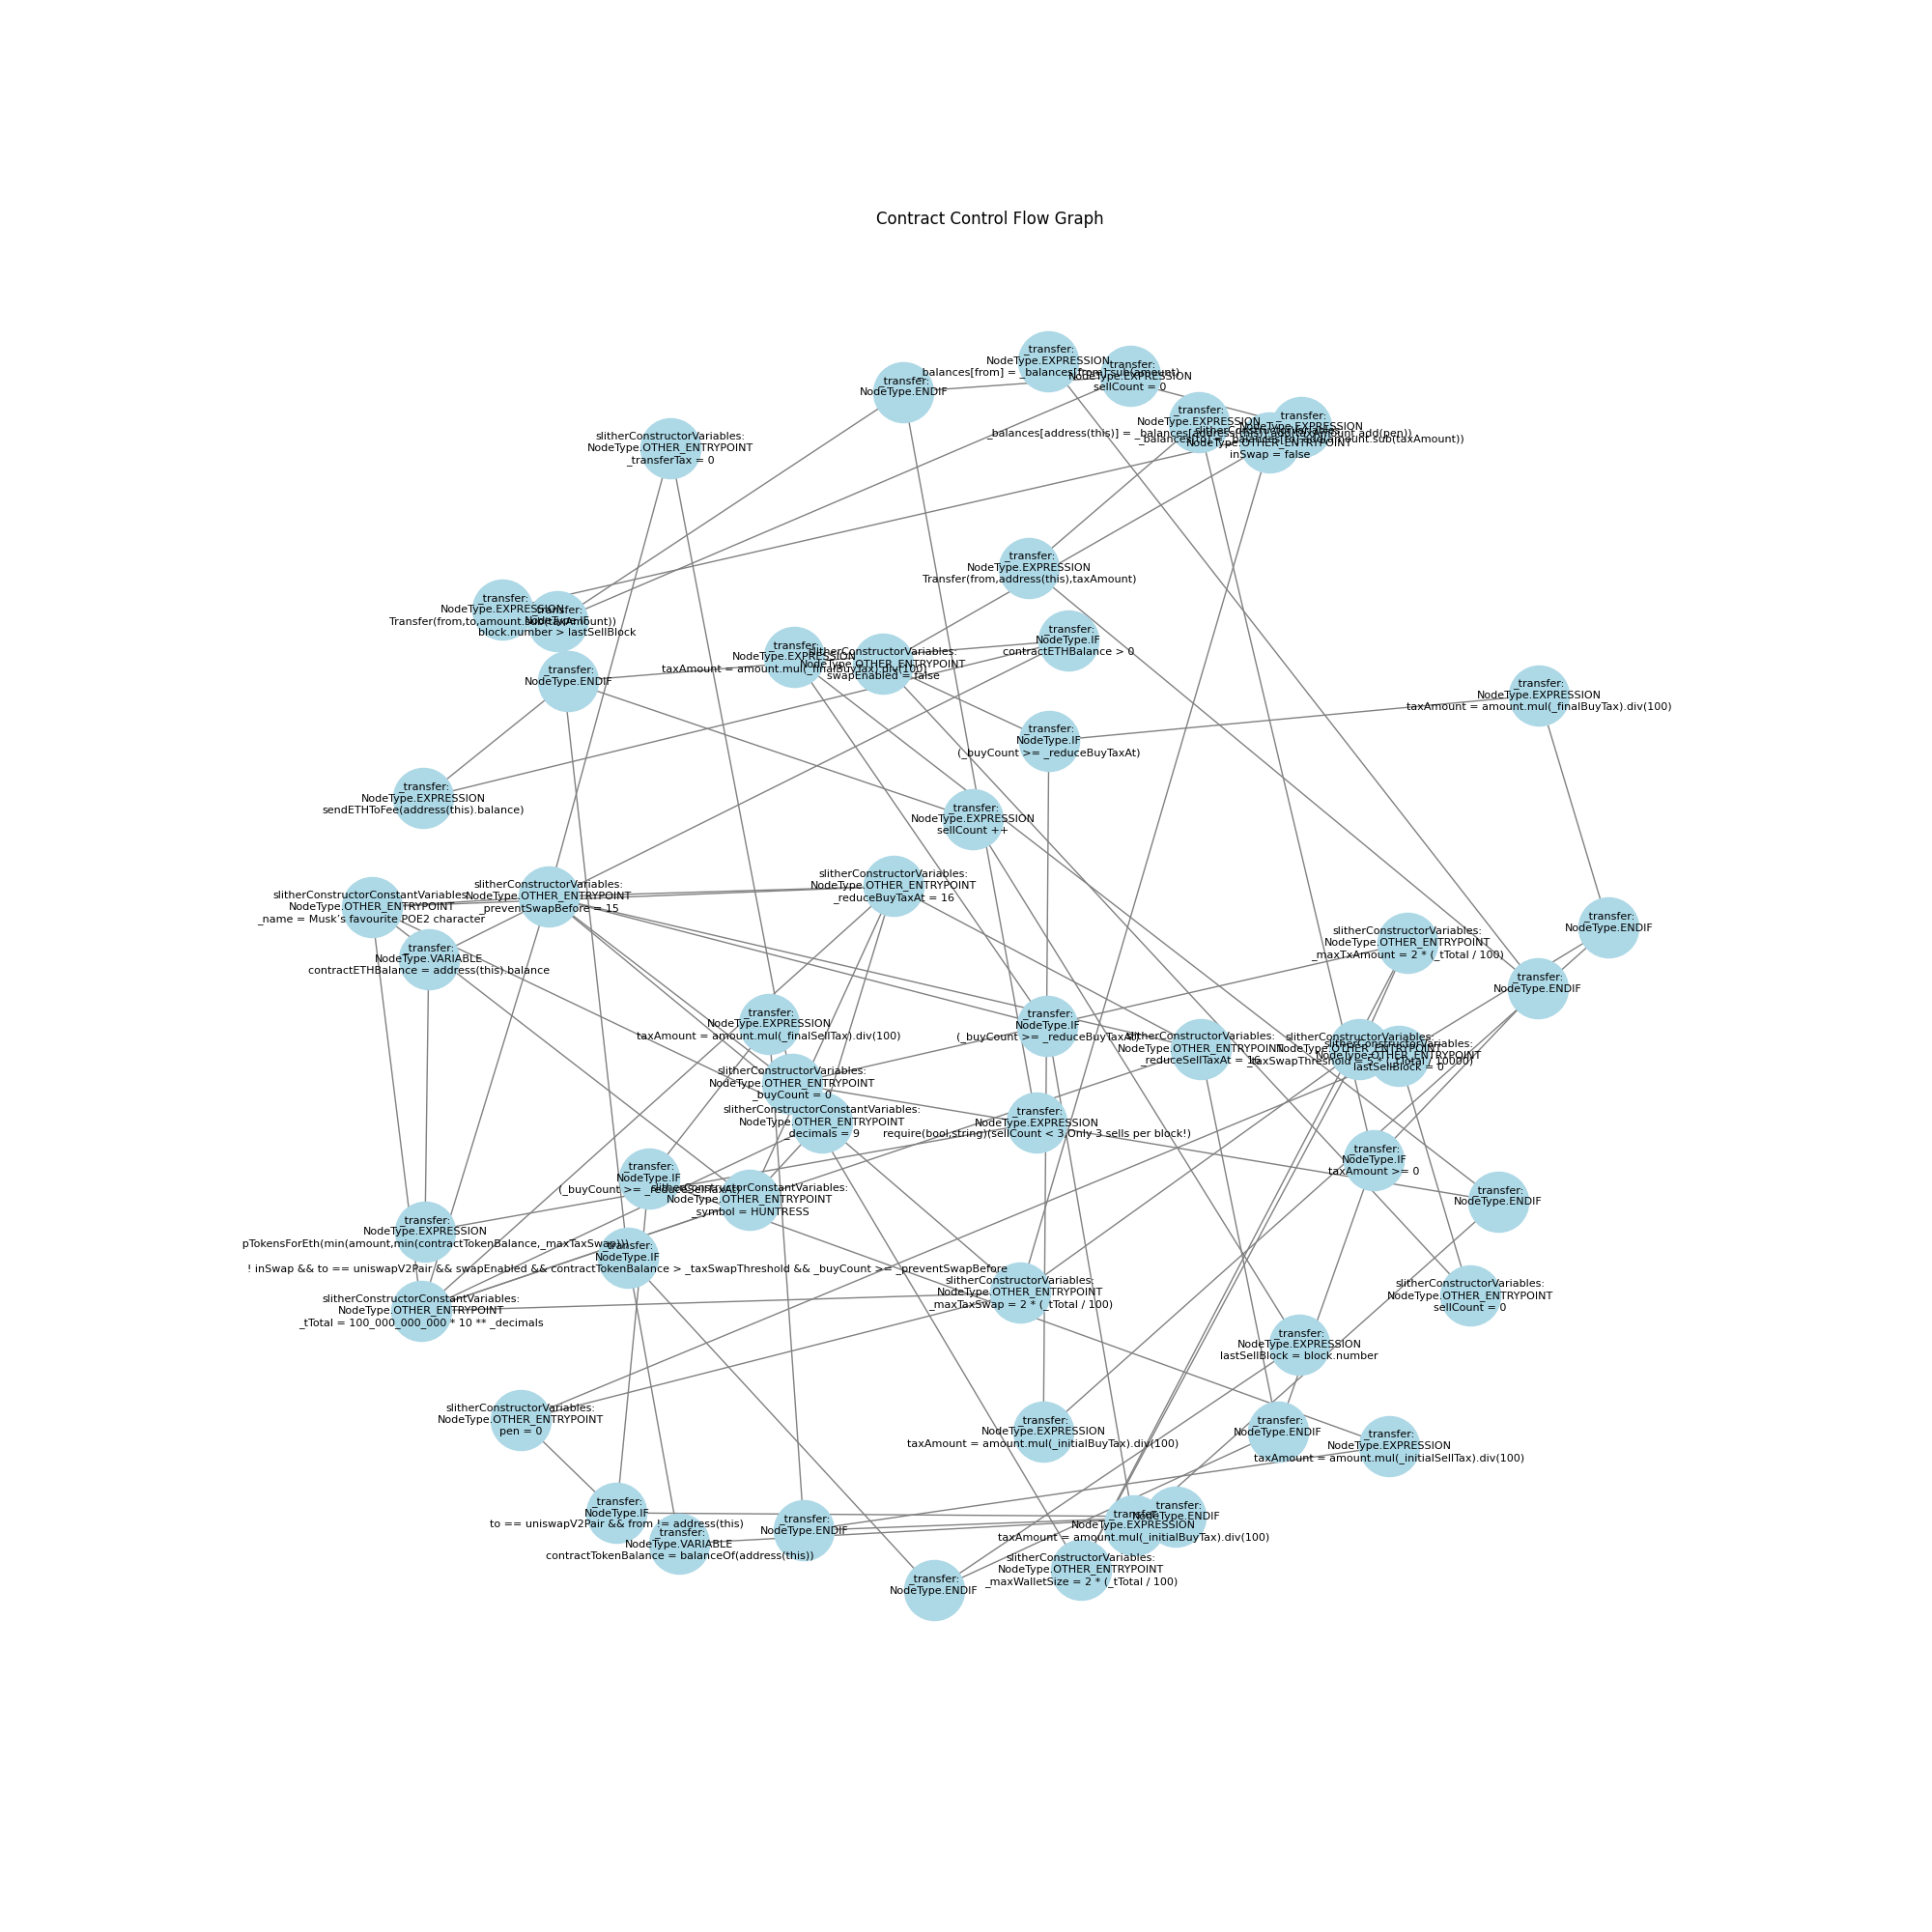 Contract Control Flow Graph
_transfer:
NodeType.EXPRESSION
_balances[from] = _balances[from].sub(amount)
_transfer:
NodeType.EXPRESSION
sellCount = 0
_transfer:
NodeType.ENDIF
_transfer:
NodeType.EXPRESSION
_balances[address(this)] = _balances[address(this)].add(taxAmount.add(pen))
_transfer:
NodeType.EXPRESSION
_balances[to] = _balances[to].add(amount.sub(taxAmount))
slitherConstructorVariables:
NodeType.OTHER_ENTRYPOINT
inSwap = false
slitherConstructorVariables:
NodeType.OTHER_ENTRYPOINT
_transferTax = 0
_transfer:
NodeType.EXPRESSION
Transfer(from,address(this),taxAmount)
_transfer:
NodeType.EXPRESSION
Transfer(from,to,amount.sub(taxAmount))
_transfer:
NodeType.IF
block.number > lastSellBlock
_transfer:
NodeType.IF
contractETHBalance > 0
_transfer:
NodeType.EXPRESSION
taxAmount = amount.mul(_finalBuyTax).div(100)
slitherConstructorVariables:
NodeType.OTHER_ENTRYPOINT
swapEnabled = false
_transfer:
NodeType.ENDIF
_transfer:
NodeType.EXPRESSION
taxAmount = amount.mul(_finalBuyTax).div(100)
_transfer:
NodeType.IF
(_buyCount >= _reduceBuyTaxAt)
_transfer:
NodeType.EXPRESSION
sendETHToFee(address(this).balance)
_transfer:
NodeType.EXPRESSION
sellCount ++
slitherConstructorVariables:
NodeType.OTHER_ENTRYPOINT
_reduceBuyTaxAt = 16
slitherConstructorVariables:
NodeType.OTHER_ENTRYPOINT
_preventSwapBefore = 15
slitherConstructorConstantVariables:
NodeType.OTHER_ENTRYPOINT
_name = Musk’s favourite POE2 character
_transfer:
NodeType.ENDIF
slitherConstructorVariables:
NodeType.OTHER_ENTRYPOINT
_maxTxAmount = 2 * (_tTotal / 100)
_transfer:
NodeType.VARIABLE
contractETHBalance = address(this).balance
_transfer:
NodeType.ENDIF
_transfer:
NodeType.EXPRESSION
taxAmount = amount.mul(_finalSellTax).div(100)
_transfer:
NodeType.IF
(_buyCount >= _reduceBuyTaxAt)
slitherConstructorVariables:
NodeType.OTHER_ENTRYPOINT
_reduceSellTaxAt = 16
slitherConstructorVariables:
NodeType.OTHER_ENTRYPOINT
_taxSwapThreshold = 5 * (_tTotal / 10000)
slitherConstructorVariables:
NodeType.OTHER_ENTRYPOINT
lastSellBlock = 0
slitherConstructorVariables:
NodeType.OTHER_ENTRYPOINT
_buyCount = 0
slitherConstructorConstantVariables:
NodeType.OTHER_ENTRYPOINT
_decimals = 9
_transfer:
NodeType.EXPRESSION
require(bool,string)(sellCount < 3,Only 3 sells per block!)
_transfer:
NodeType.IF
taxAmount >= 0
_transfer:
NodeType.IF
(_buyCount >= _reduceSellTaxAt)
slitherConstructorConstantVariables:
NodeType.OTHER_ENTRYPOINT
_symbol = HUNTRESS
_transfer:
NodeType.ENDIF
_transfer:
NodeType.EXPRESSION
pTokensForEth(min(amount,min(contractTokenBalance,_maxTaxSwap)))
_transfer:
NodeType.IF
! inSwap && to == uniswapV2Pair && swapEnabled && contractTokenBalance > _taxSwapThreshold && _buyCount >= _preventSwapBefore
slitherConstructorVariables:
NodeType.OTHER_ENTRYPOINT
_maxTaxSwap = 2 * (_tTotal / 100)
slitherConstructorVariables:
NodeType.OTHER_ENTRYPOINT
sellCount = 0
slitherConstructorConstantVariables:
NodeType.OTHER_ENTRYPOINT
_tTotal = 100_000_000_000 * 10 ** _decimals
_transfer:
NodeType.EXPRESSION
lastSellBlock = block.number
slitherConstructorVariables:
NodeType.OTHER_ENTRYPOINT
pen = 0
_transfer:
NodeType.EXPRESSION
taxAmount = amount.mul(_initialBuyTax).div(100)
_transfer:
NodeType.ENDIF
_transfer:
NodeType.EXPRESSION
taxAmount = amount.mul(_initialSellTax).div(100)
_transfer:
NodeType.IF
to == uniswapV2Pair && from != address(this)
_transfer:
NodeType.VARIABLE
contractTokenBalance = balanceOf(address(this))
_transfer:
NodeType.ENDIF
_transfer:
NodeType.EXPRESSION
taxAmount = amount.mul(_initialBuyTax).div(100)
_transfer:
NodeType.ENDIF
slitherConstructorVariables:
NodeType.OTHER_ENTRYPOINT
_maxWalletSize = 2 * (_tTotal / 100)
_transfer:
NodeType.ENDIF